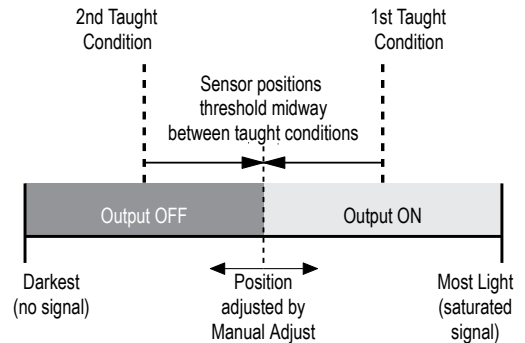 2nd Taught
Condition
1st Taught
Condition
Sensor positions
threshold midway
between taught conditions
Output OFF
Output ON
Darkest
(no signal)
Position
adjusted by
Manual Adjust
Most Light
(saturated
signal)